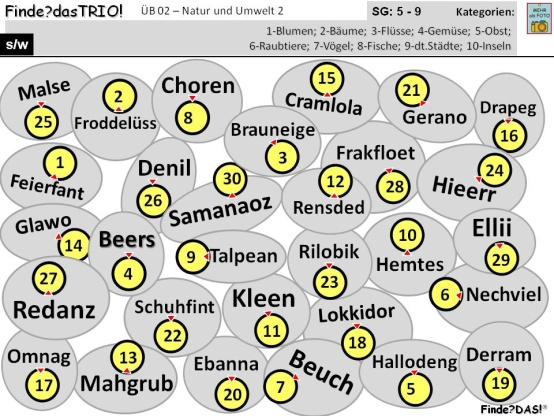 Finde?dasTRIO! ÜB 02 – Natur und Umwelt 2 SG: 5 - 9 Kategorien:
MEHR als FOTO
1-Blumen; 2-Bäume; 3-Flüsse; 4-Gemüse; 5-Obst;
s/w 6-Raubtiere; 7-Vögel; 8-Fische; 9-dt.Städte; 10-Inseln
Malse 25
2 Froddelüss
Choren 8
15 Cramlola
21 Gerano
Drapeg 16
Brauneige 3
1 Feierfant
Denil 26
30 Samanaoz
12 Rensded
Frakfloet 28
24 Hieerr
Glawo 14
Beers 4
9 Talpean
Rilobik 23
10 Hemtes
Ellii 29
27 Redanz
Schuhfint 22
Kleen 11
Lokkidor 18
6 Nechviel
Omnag 17
13 Mahgrub
Ebanna 20
Beuch 7
Hallodeng 5
Derram 19
Finde?DAS!®